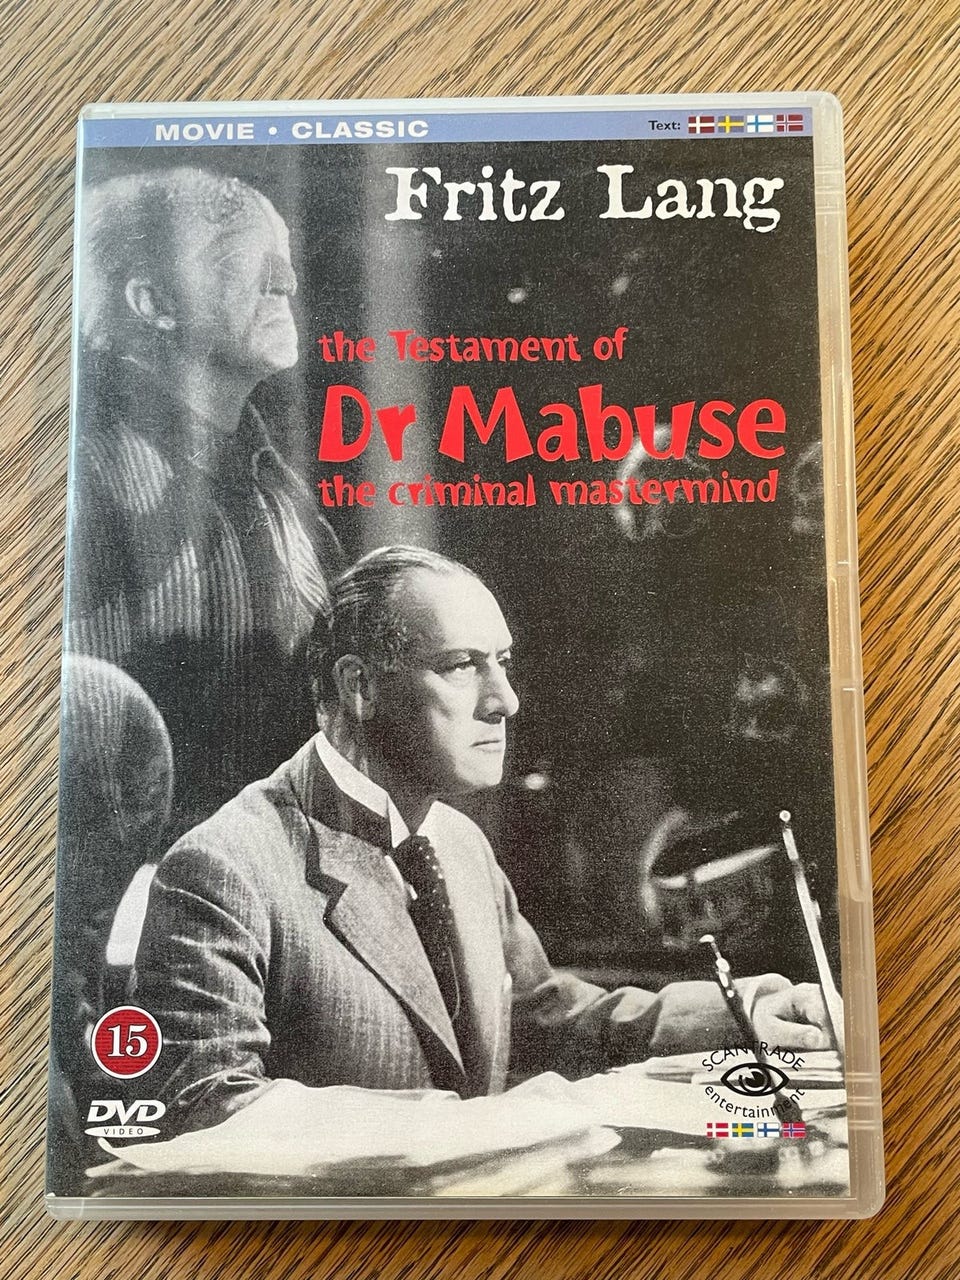 MOVIE • CLASSIC
Text:
Fritz Lang
the Testament of
Dr Mabuse
the criminal mastermind
15
DVD
VIDEO
SCANTRADE
entertainment